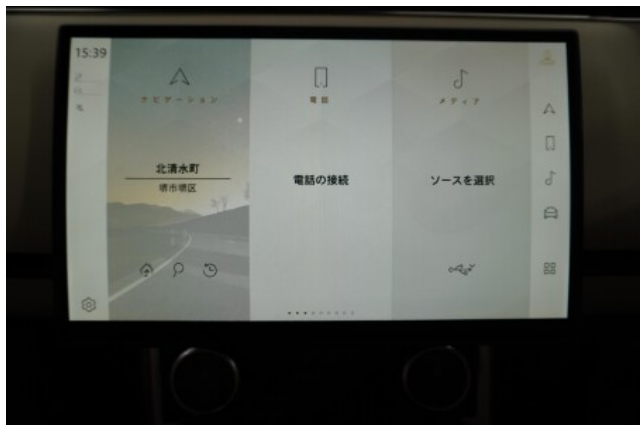 15:39
ナビゲーション
北清水町
堺市堺区
電話
電話の接続
メディア
ソースを選択